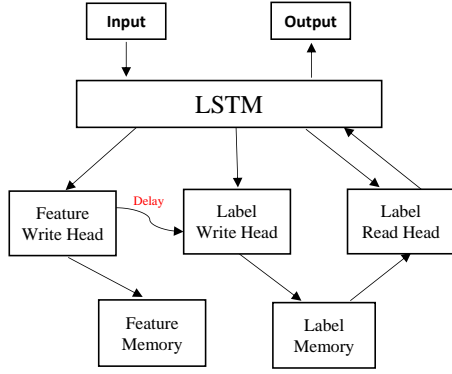 Input
Output
LSTM
Delay
Feature
Write Head
Label
Write Head
Label
Read Head
Feature
Memory
Label
Memory